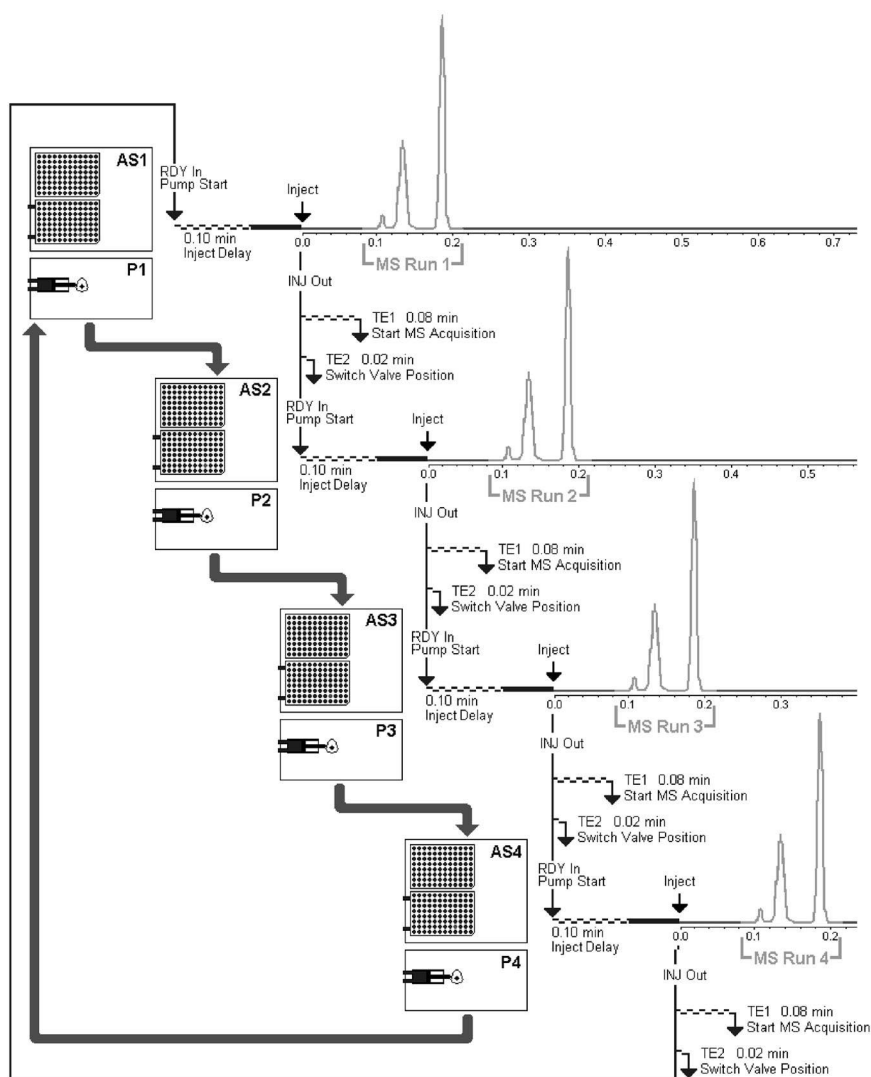 AS1
RDY In
Pump Start
Inject
0.10 min
Inject Delay
0.0 0.1 0.2 0.3 0.4 0.5 0.6 0.7
MS Run 1
P1
INJ Out
TE1 0.08 min
Start MS Acquisition
TE2 0.02 min
Switch Valve Position
AS2
RDY In
Pump Start
Inject
0.10 min
Inject Delay
0.0 0.1 0.2 0.3 0.4 0.5
MS Run 2
P2
INJ Out
TE1 0.08 min
Start MS Acquisition
TE2 0.02 min
Switch Valve Position
AS3
RDY In
Pump Start
Inject
0.10 min
Inject Delay
0.0 0.1 0.2 0.3
MS Run 3
P3
INJ Out
TE1 0.08 min
Start MS Acquisition
TE2 0.02 min
Switch Valve Position
AS4
RDY In
Pump Start
Inject
0.10 min
Inject Delay
0.0 0.1 0.2
MS Run 4
P4
INJ Out
TE1 0.08 min
Start MS Acquisition
TE2 0.02 min
Switch Valve Position